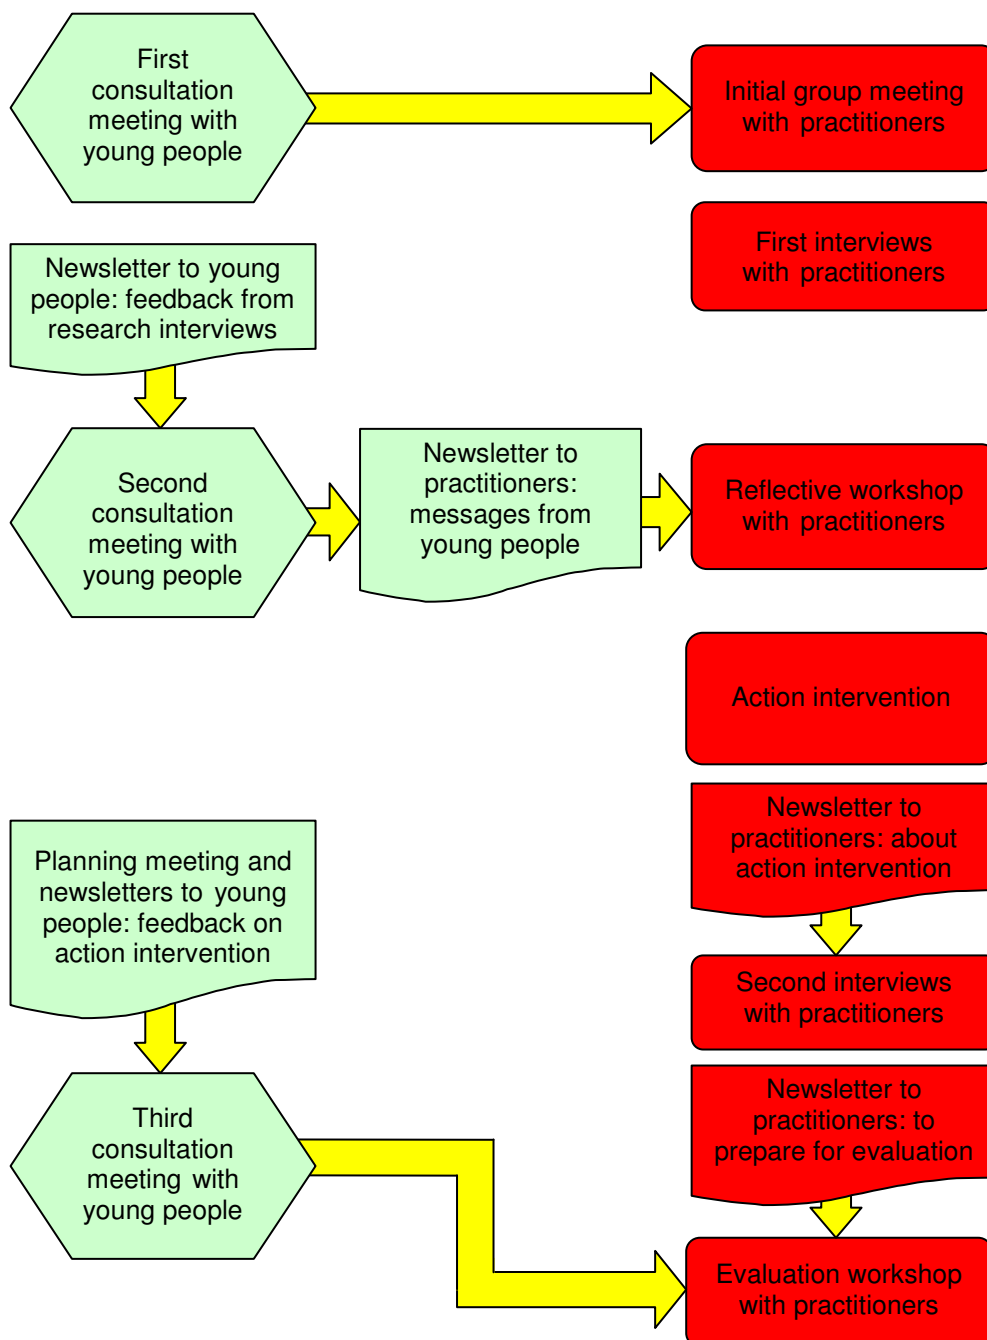 First
consultation
meeting with
young people
Initial group meeting
with practitioners
First interviews
with practitioners
Newsletter to young
people: feedback from
research interviews
Second
consultation
meeting with
young people
Newsletter to
practitioners:
messages from
young people
Reflective workshop
with practitioners
Action intervention
Newsletter to
practitioners: about
action intervention
Planning meeting and
newsletters to young
people: feedback on
action intervention
Second interviews
with practitioners
Newsletter to
practitioners: to
prepare for evaluation
Third
consultation
meeting with
young people
Evaluation workshop
with practitioners